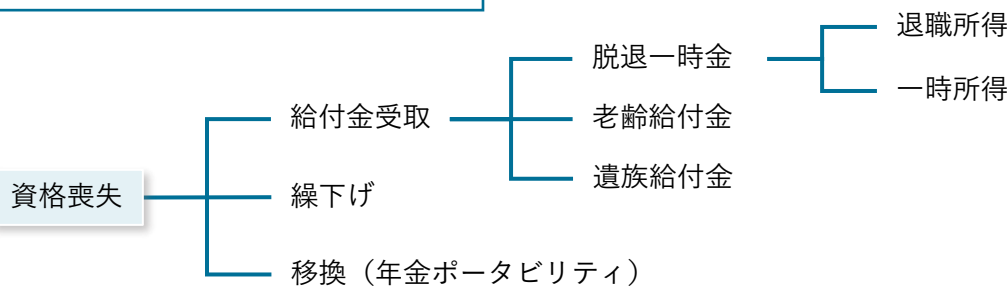 退職所得
脱退一時金
一時所得
給付金受取
老齢給付金
遺族給付金
資格喪失
繰下げ
移換（年金ポータビリティ）